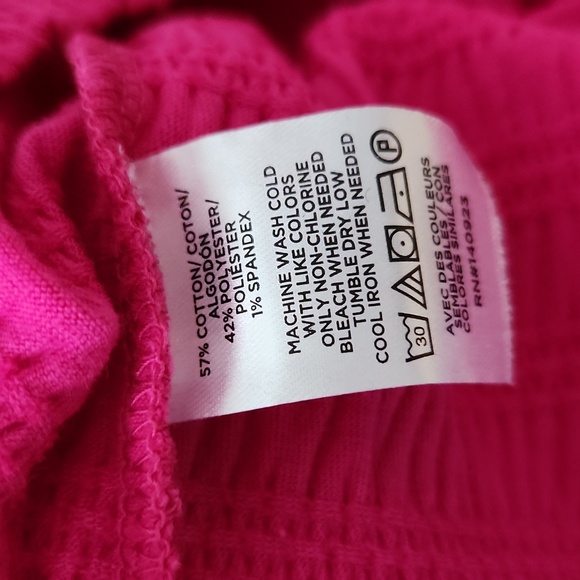 57% COTTON/ COTON/
ALGODÓN
42% POLYESTER/
POLIÉSTER
1% SPANDEX
MACHINE WASH COLD
WITH LIKE COLORS
ONLY NON-CHLORINE
BLEACH WHEN NEEDED
TUMBLE DRY LOW
COOL IRON WHEN NEEDED
30
P
AVEC DES COULEURS
SEMBLABLES/ CON
COLORES SIMILARES
RN#140923